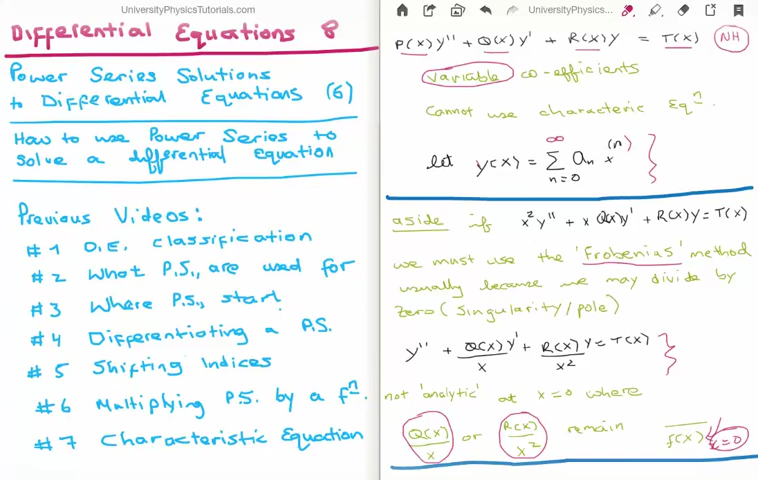 UniversityPhysicsTutorials.com
Differential Equations 8
Power Series Solutions
to Differential Equations (6)
How to use Power Series to
solve a differential Equation
Previous Videos:
#1 D.E. classification
#2 What P.S., are used for
#3 Where P.S., start
#4 Differentiating a P.S.
#5 Shifting Indices
#6 Multiplying P.S. by a fⁿ.
#7 Characteristic Equation
UniversityPhysics...
P(x)y'' + Q(x)y' + R(x)y = T(x) NH
variable co-efficients
Cannot use characteric Eqⁿ.
let y(x) = ∞ Σ n=0 aₙ x⁽ⁿ⁾ }
aside if x²y'' + x Q(x)y' + R(x)y = T(x)
we must use the 'Frobenias' method
usually because we may divide by
zero (singularity/pole)
y'' + Q(x)y'/x + R(x)y/x² = T(x) }
not 'analytic' at x=0 where
Q(x)/x or R(x)/x² remain f(x) x=0